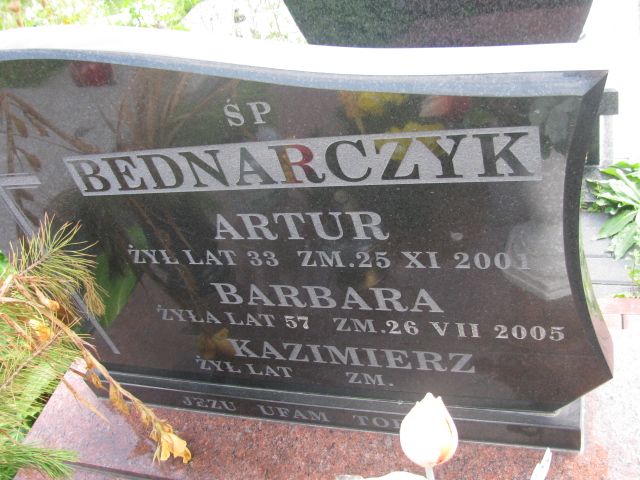 ŚP
BEDNARCZYK
ARTUR
ŻYŁ LAT 33 ZM. 25 XI 2001
BARBARA
ŻYŁA LAT 57 ZM. 26 VII 2005
KAZIMIERZ
ŻYŁ LAT ZM.
JEZU UFAM